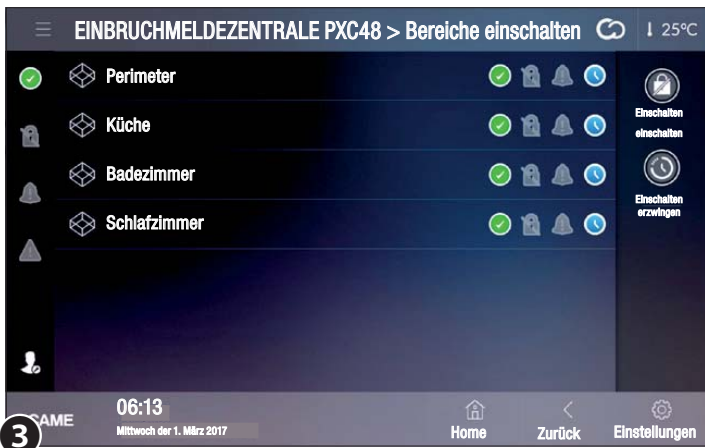 EINBRUCHMELDEZENTRALE PXC48 > Bereiche einschalten
25°C
Perimeter
Küche
Badezimmer
Schlafzimmer
Einschalten
einschalten
Einschalten
erzwingen
06:13
Mittwoch der 1. März 2017
Home
Zurück
Einstellungen
3
AME